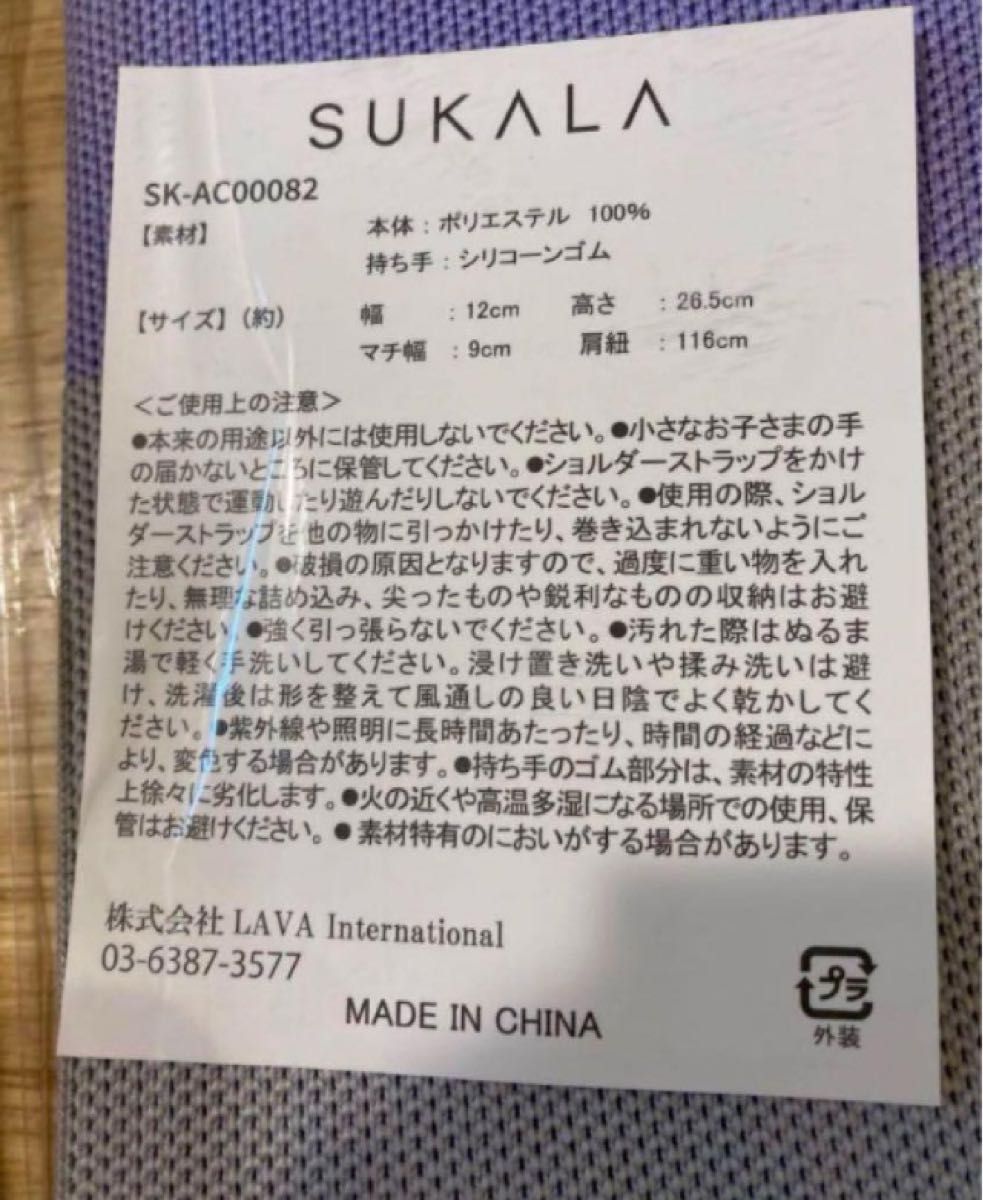 SUKALA
SK-AC00082
【素材】 本体：ポリエステル 100%
持ち手：シリコーンゴム
【サイズ】（約） 幅 ：12cm 高さ ：26.5cm
マチ幅 ：9cm 肩紐 ：116cm
＜ご使用上の注意＞
●本来の用途以外には使用しないでください。●小さなお子さまの手
の届かないところに保管してください。●ショルダーストラップをかけ
た状態で運動したり遊んだりしないでください。●使用の際、ショル
ダーストラップを他の物に引っかけたり、巻き込まれないようにご
注意ください。●破損の原因となりますので、過度に重い物を入れ
たり、無理な詰め込み、尖ったものや鋭利なものの収納はお避
けください。●強く引っ張らないでください。●汚れた際はぬるま
湯で軽く手洗いしてください。浸け置き洗いや揉み洗いは避
け、洗濯後は形を整えて風通しの良い日陰でよく乾かしてく
ださい。●紫外線や照明に長時間あたったり、時間の経過などに
より、変色する場合があります。●持ち手のゴム部分は、素材の特性
上徐々に劣化します。●火の近くや高温多湿になる場所での使用、保
管はお避けください。●素材特有のにおいがする場合があります。
株式会社 LAVA International
03-6387-3577
MADE IN CHINA
プラ
外装